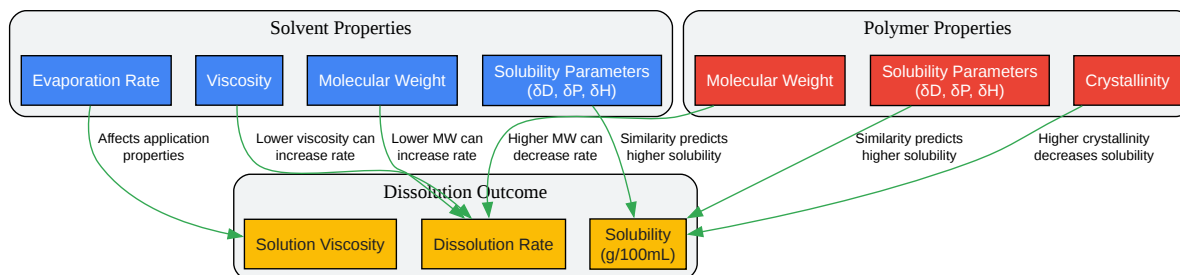 Solvent Properties
Polymer Properties
Evaporation Rate
Viscosity
Molecular Weight
Solubility Parameters
(δD, δP, δH)
Molecular Weight
Solubility Parameters
(δD, δP, δH)
Crystallinity
Affects application
properties
Lower viscosity can
increase rate
Lower MW can
increase rate
Higher MW can
decrease rate
Similarity predicts
higher solubility
Similarity predicts
higher solubility
Higher crystallinity
decreases solubility
Dissolution Outcome
Solution Viscosity
Dissolution Rate
Solubility
(g/100mL)